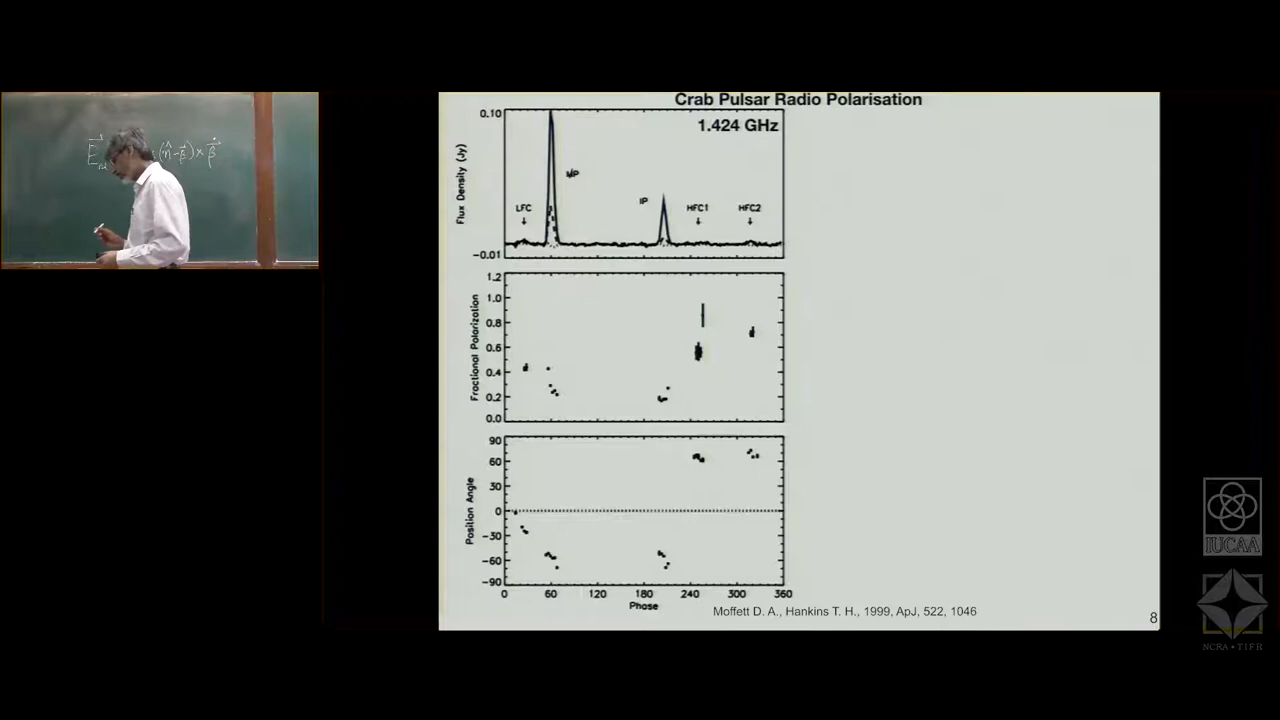 Crab Pulsar Radio Polarisation
1.424 GHz
0.10
-0.01
Flux Density (Jy)
LFC
MP
IP
HFC1
HFC2
1.2
1.0
0.8
0.6
0.4
0.2
0.0
Fractional Polarization
90
60
30
0
-30
-60
-90
Position Angle
0 60 120 180 240 300 360
Phase
Moffett D. A., Hankins T. H., 1999, ApJ, 522, 1046
8
IUCAA
NCRA • TIFR